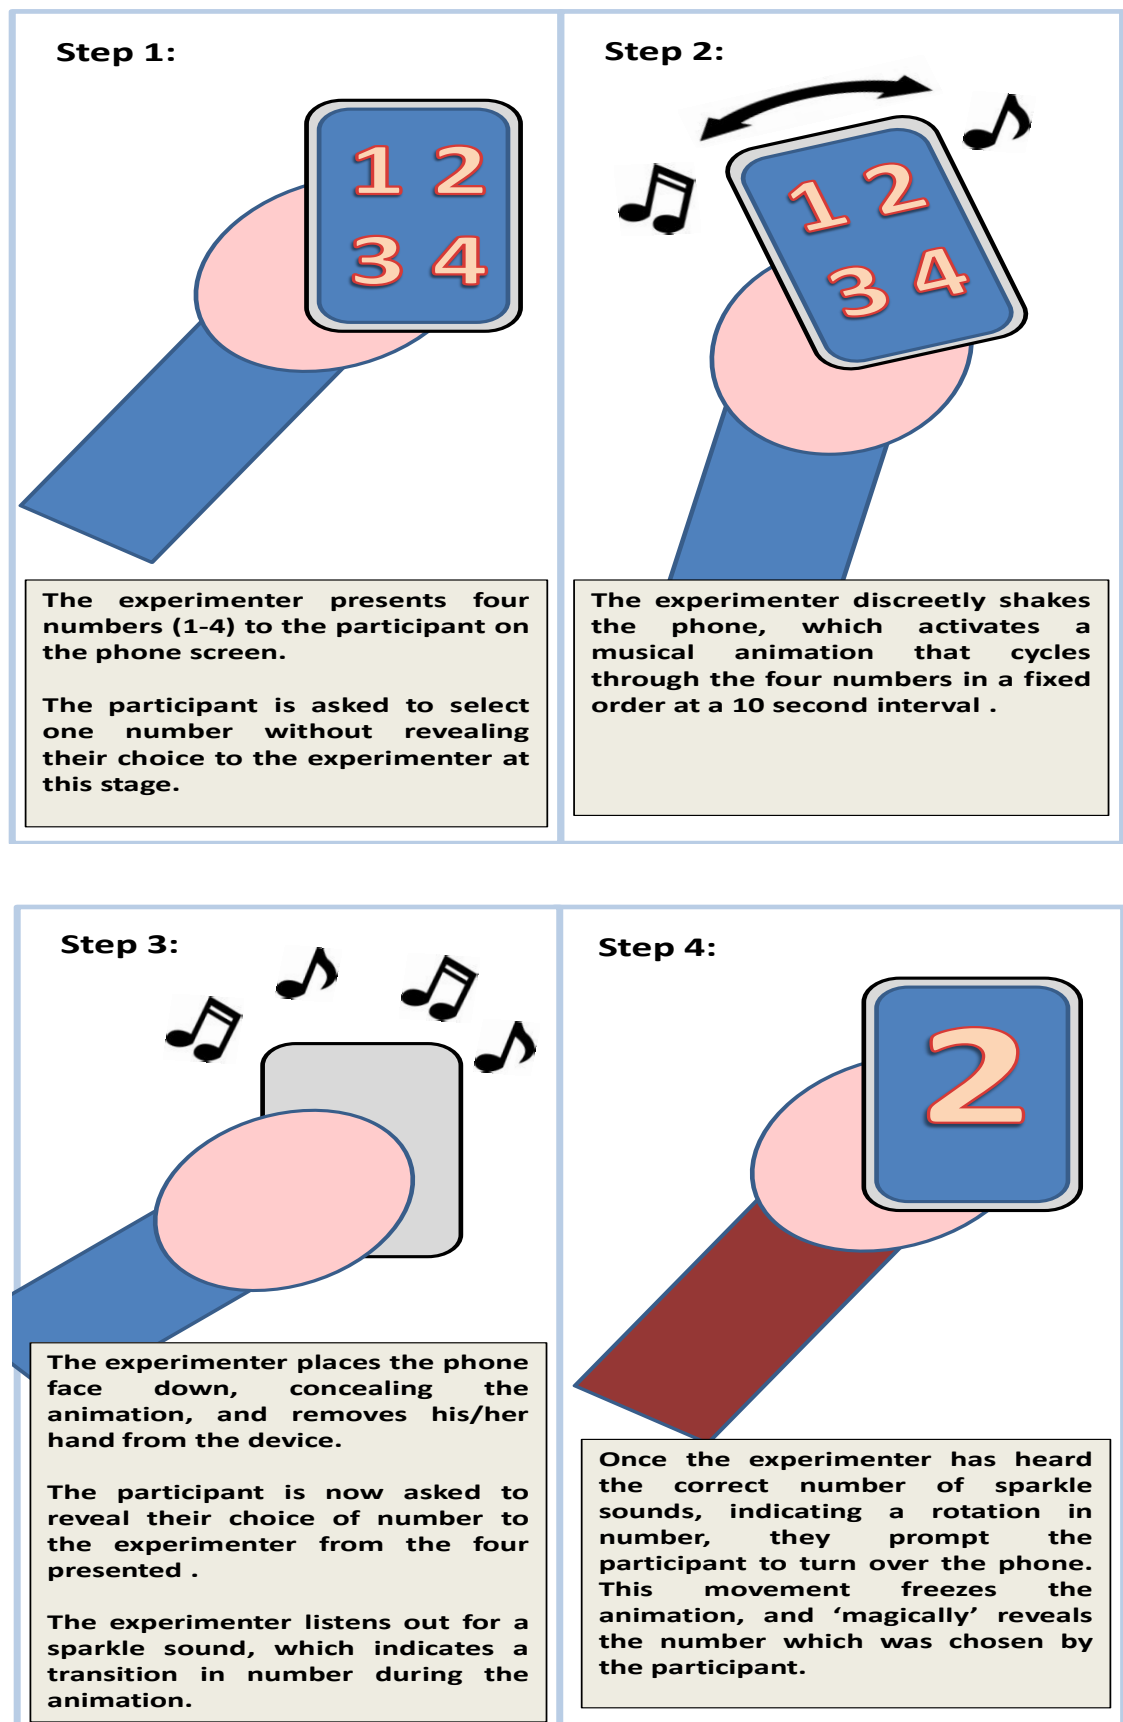 Step 1:
1 2
3 4
The experimenter presents four
numbers (1-4) to the participant on
the phone screen.
The participant is asked to select
one number without revealing
their choice to the experimenter at
this stage.
Step 2:
1 2
3 4
The experimenter discreetly shakes
the phone, which activates a
musical animation that cycles
through the four numbers in a fixed
order at a 10 second interval .
Step 3:
The experimenter places the phone
face down, concealing the
animation, and removes his/her
hand from the device.
The participant is now asked to
reveal their choice of number to
the experimenter from the four
presented .
The experimenter listens out for a
sparkle sound, which indicates a
transition in number during the
animation.
Step 4:
2
Once the experimenter has heard
the correct number of sparkle
sounds, indicating a rotation in
number, they prompt the
participant to turn over the phone.
This movement freezes the
animation, and ‘magically’ reveals
the number which was chosen by
the participant.